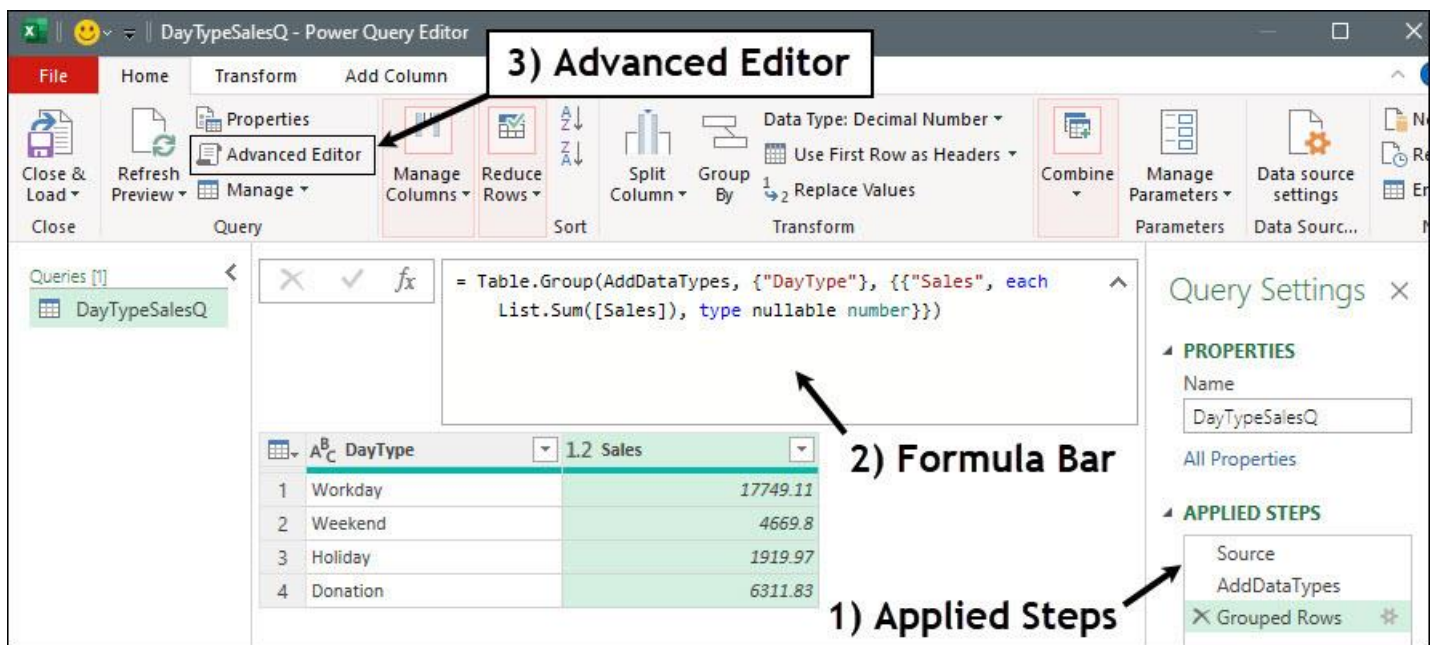 DayTypeSalesQ - Power Query Editor
3) Advanced Editor
File Home Transform Add Column
Properties
Advanced Editor
Manage
Close & Load
Refresh Preview
Manage Columns
Reduce Rows
Split Column
Group By
Data Type: Decimal Number
Use First Row as Headers
1 2 Replace Values
Combine
Manage Parameters
Data source settings
Close Query Sort Transform Parameters Data Sourc...
Queries [1]
DayTypeSalesQ
fx
= Table.Group(AddDataTypes, {"DayType"}, {{"Sales", each
List.Sum([Sales]), type nullable number}})
2) Formula Bar
ABC DayType 1.2 Sales
1 Workday 17749.11
2 Weekend 4669.8
3 Holiday 1919.97
4 Donation 6311.83
Query Settings
PROPERTIES
Name
DayTypeSalesQ
All Properties
APPLIED STEPS
Source
AddDataTypes
Grouped Rows
1) Applied Steps